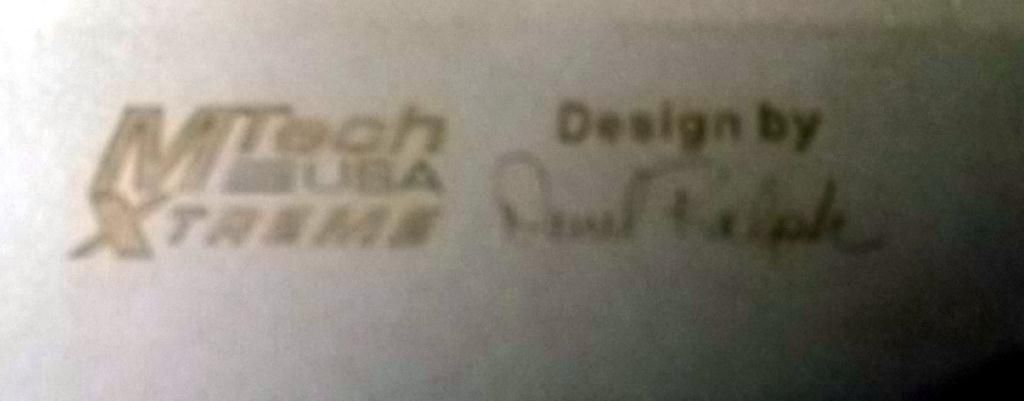 MTech
USA
XTREME
Design by